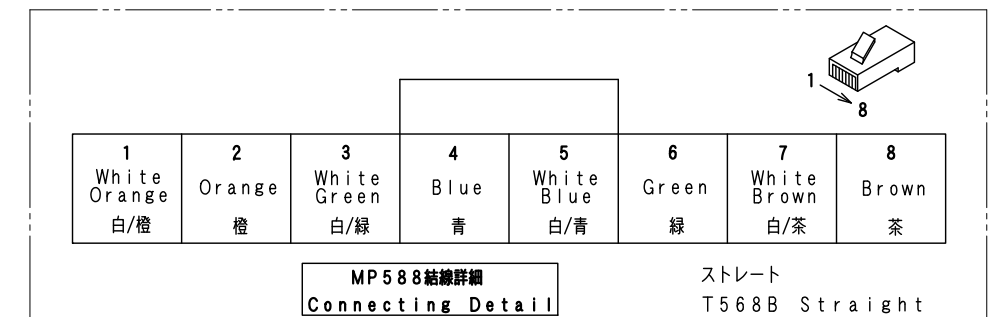 1
8
1
White
Orange
白/橙
2
Orange
橙
3
White
Green
白/緑
4
Blue
青
5
White
Blue
白/青
6
Green
緑
7
White
Brown
白/茶
8
Brown
茶
MP588結線詳細
Connecting Detail
ストレート
T568B Straight